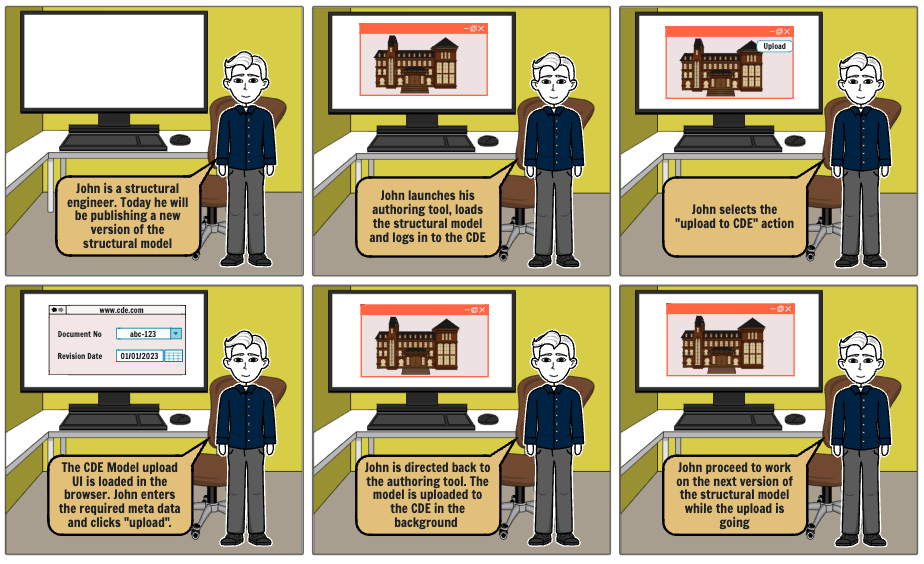 John is a structural
engineer. Today he will
be publishing a new
version of the
structural model
John launches his
authoring tool, loads
the structural model
and logs in to the CDE
Upload
John selects the
"upload to CDE" action
www.cde.com
Document No
abc-123
Revision Date
01/01/2023
The CDE Model upload
UI is loaded in the
browser. John enters
the required meta data
and clicks "upload".
John is directed back to
the authoring tool. The
model is uploaded to
the CDE in the
background
John proceed to work
on the next version of
the structural model
while the upload is
going